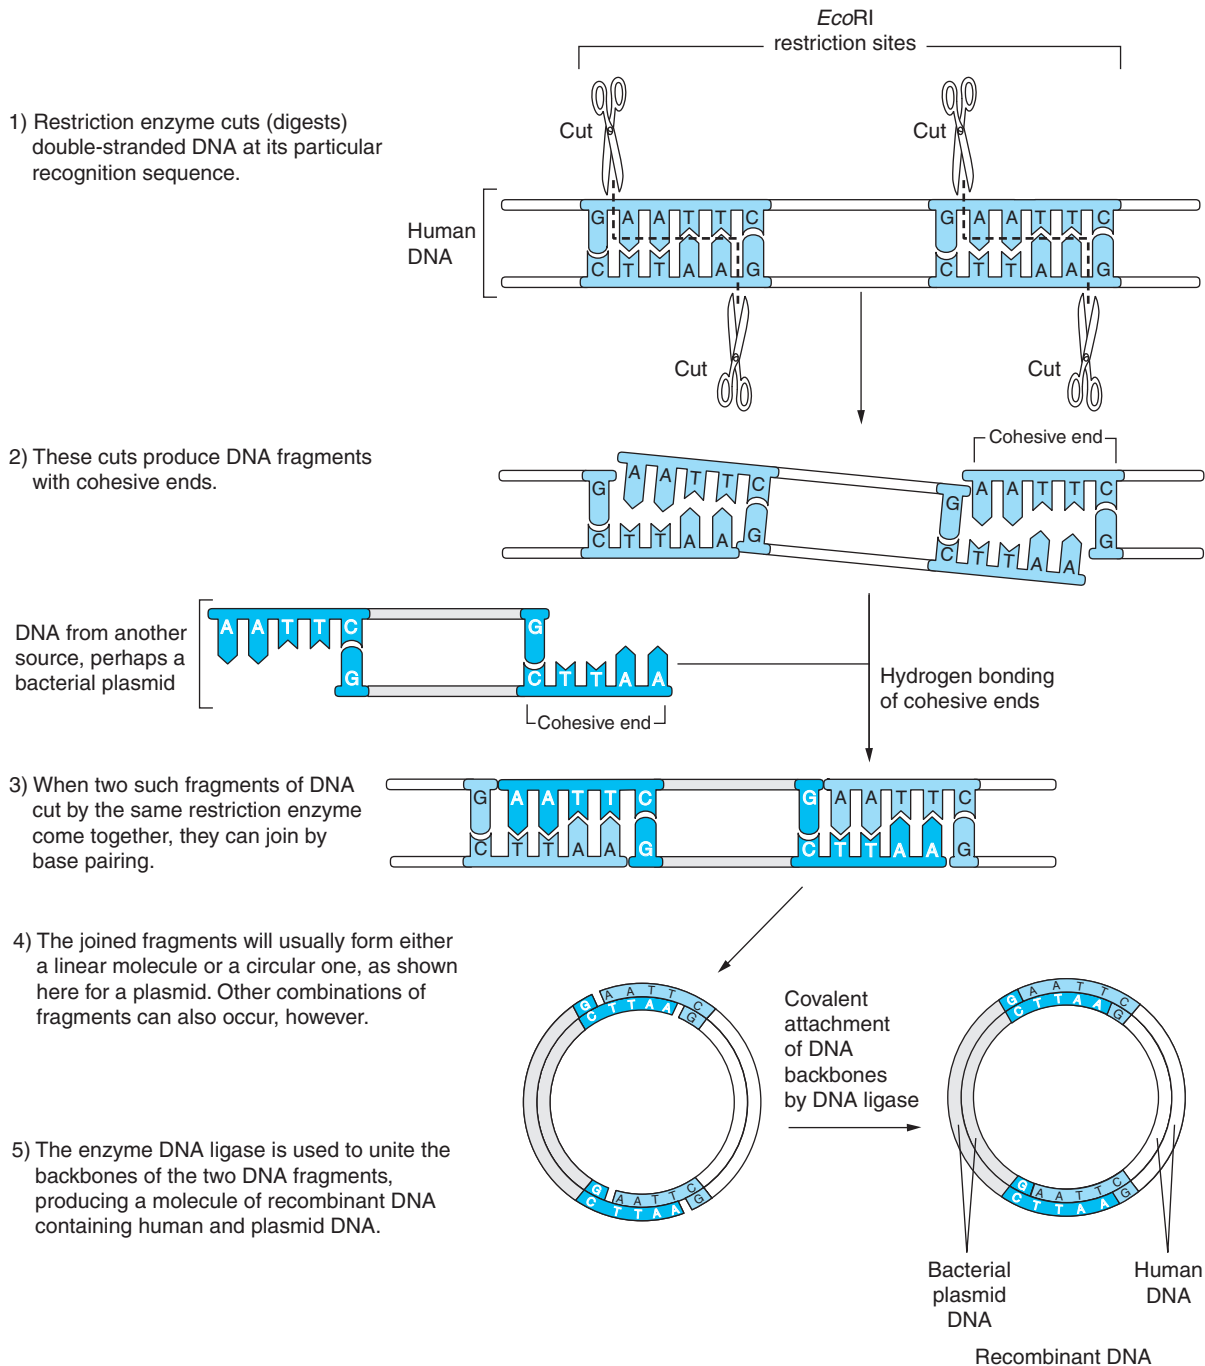 EcoRI
restriction sites
1) Restriction enzyme cuts (digests)
double-stranded DNA at its particular
recognition sequence.
Cut
Cut
Human
DNA
G A A T T C
C T T A A G
G A A T T C
C T T A A G
Cut
Cut
2) These cuts produce DNA fragments
with cohesive ends.
Cohesive end
G A A T T C
C T T A A G
G A A T T C
C T T A A G
DNA from another
source, perhaps a
bacterial plasmid
A A T T C
G
G
C T T A A
Cohesive end
Hydrogen bonding
of cohesive ends
3) When two such fragments of DNA
cut by the same restriction enzyme
come together, they can join by
base pairing.
G A A T T C
C T T A A G
G A A T T C
C T T A A G
4) The joined fragments will usually form either
a linear molecule or a circular one, as shown
here for a plasmid. Other combinations of
fragments can also occur, however.
G A A T T C
C T T A A G
G A A T T C
C T T A A G
Covalent
attachment
of DNA
backbones
by DNA ligase
G A A T T C
C T T A A G
G A A T T C
C T T A A G
5) The enzyme DNA ligase is used to unite the
backbones of the two DNA fragments,
producing a molecule of recombinant DNA
containing human and plasmid DNA.
Bacterial
plasmid
DNA
Human
DNA
Recombinant DNA